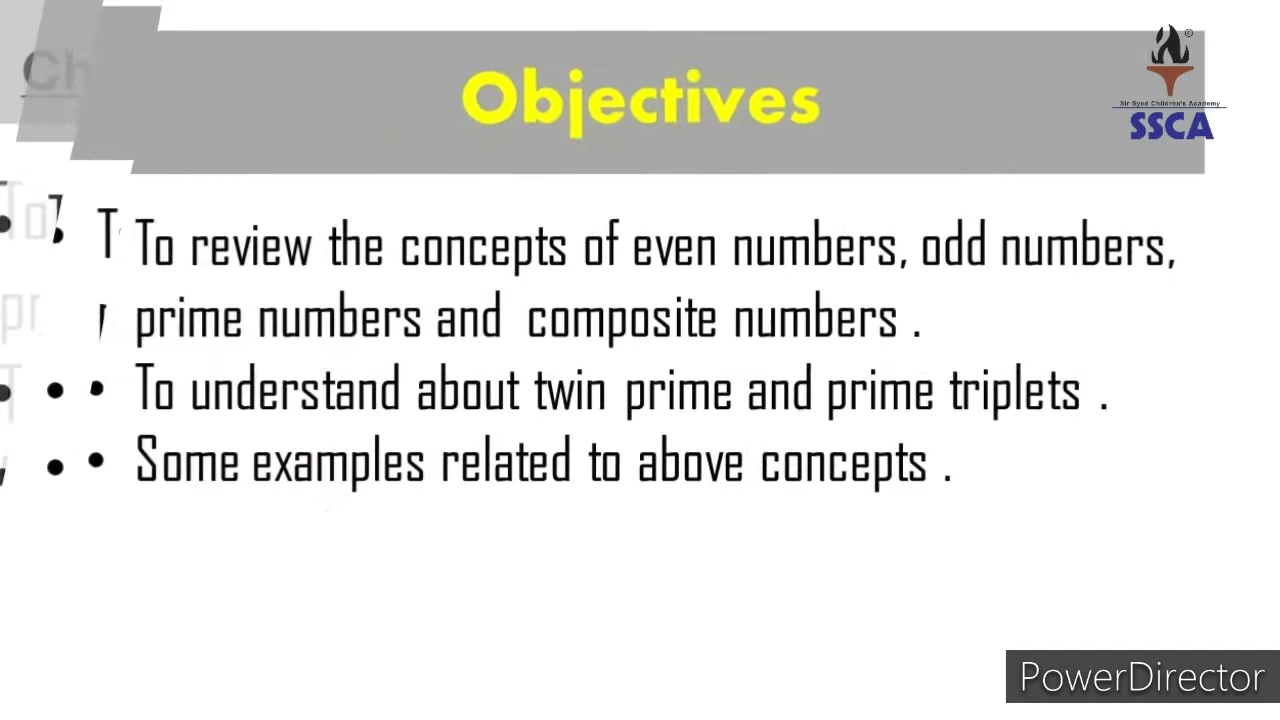 Ch
Objectives
Sir Syed Children's Academy
SSCA
• To review the concepts of even numbers, odd numbers,
prime numbers and composite numbers .
• To understand about twin prime and prime triplets .
• Some examples related to above concepts .
PowerDirector